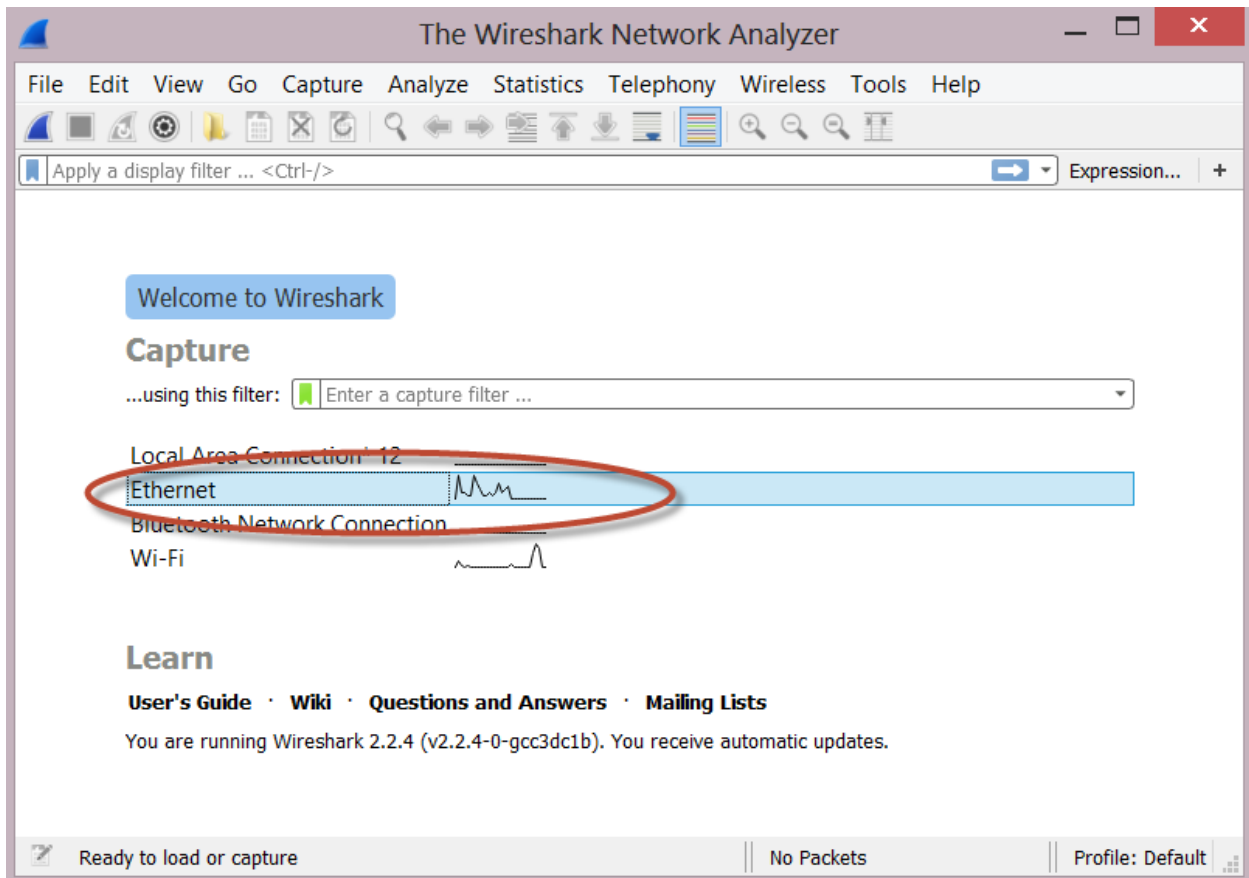 The Wireshark Network Analyzer
File Edit View Go Capture Analyze Statistics Telephony Wireless Tools Help
Apply a display filter ... <Ctrl-/> Expression... +
Welcome to Wireshark
Capture
...using this filter: Enter a capture filter ...
Local Area Connection* 12
Ethernet
Bluetooth Network Connection
Wi-Fi
Learn
User's Guide · Wiki · Questions and Answers · Mailing Lists
You are running Wireshark 2.2.4 (v2.2.4-0-gcc3dc1b). You receive automatic updates.
Ready to load or capture No Packets Profile: Default